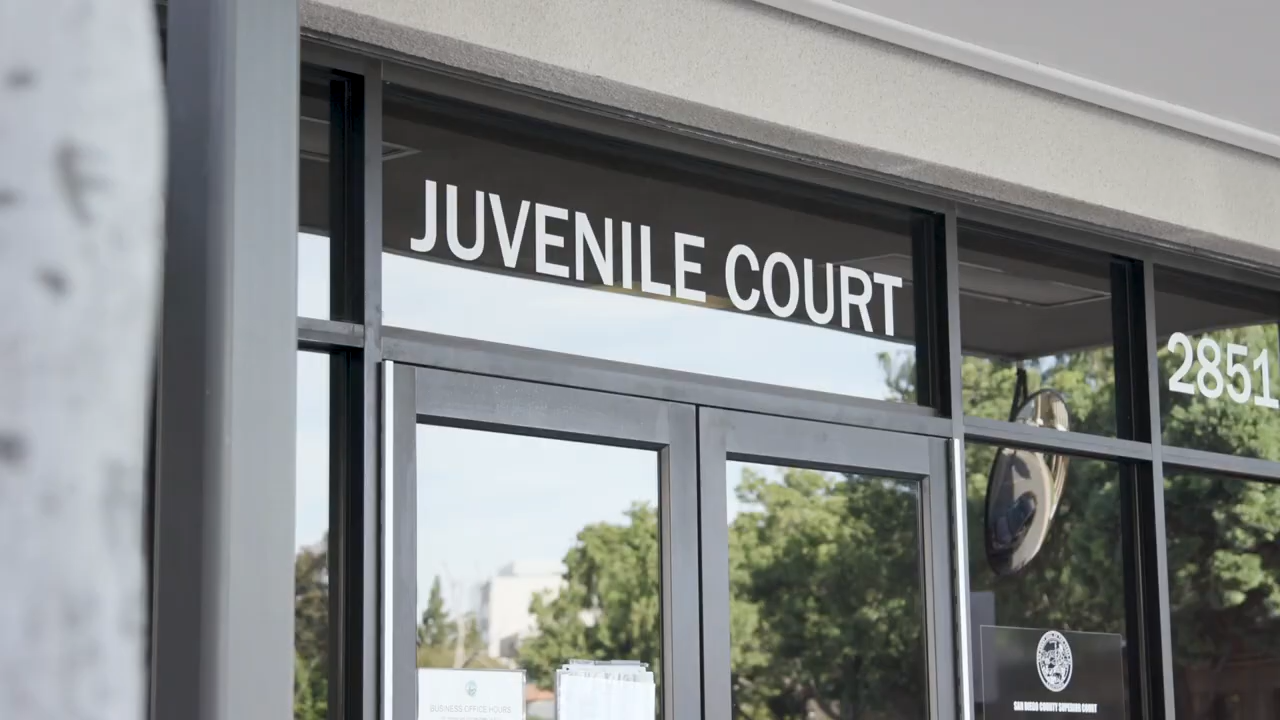 JUVENILE COURT
2851
BUSINESS OFFICE HOURS
SAN DIEGO COUNTY SUPERIOR COURT